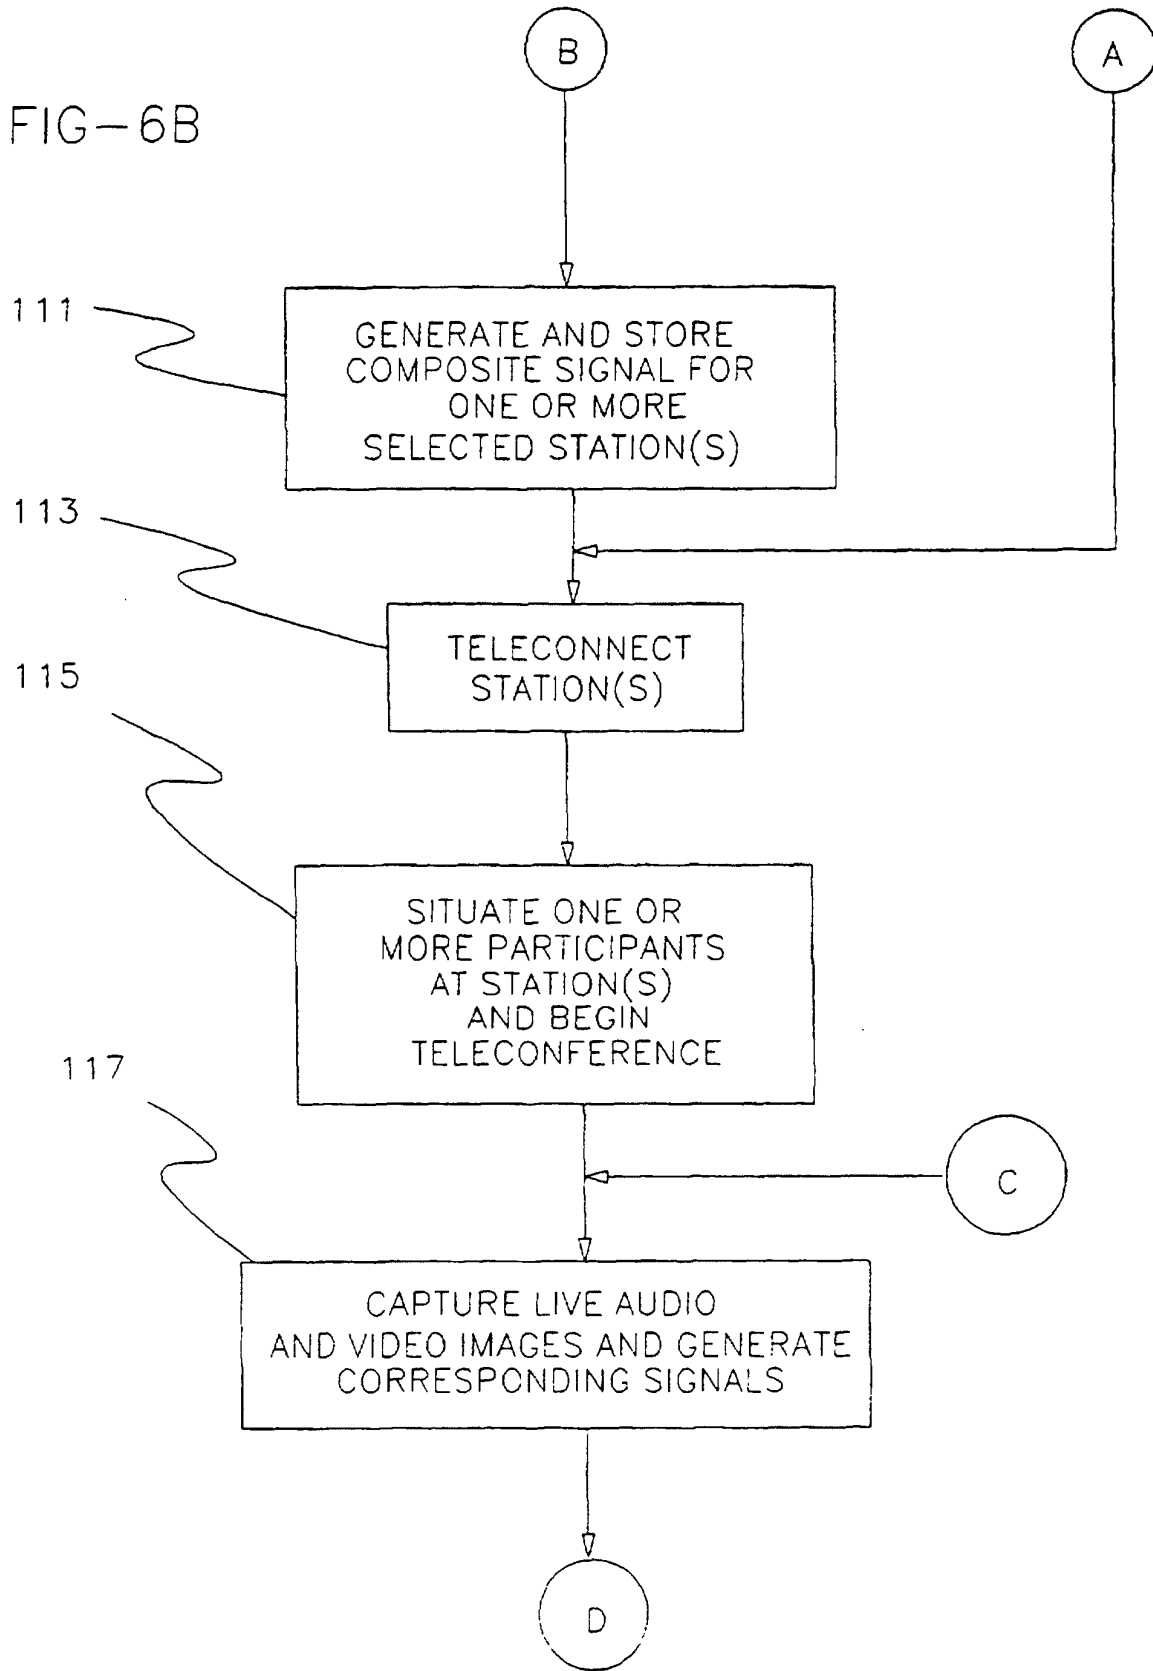 B
A
FIG-6B
111
GENERATE AND STORE
COMPOSITE SIGNAL FOR
ONE OR MORE
SELECTED STATION(S)
113
TELECONNECT
STATION(S)
115
SITUATE ONE OR
MORE PARTICIPANTS
AT STATION(S)
AND BEGIN
TELECONFERENCE
117
C
CAPTURE LIVE AUDIO
AND VIDEO IMAGES AND GENERATE
CORRESPONDING SIGNALS
D